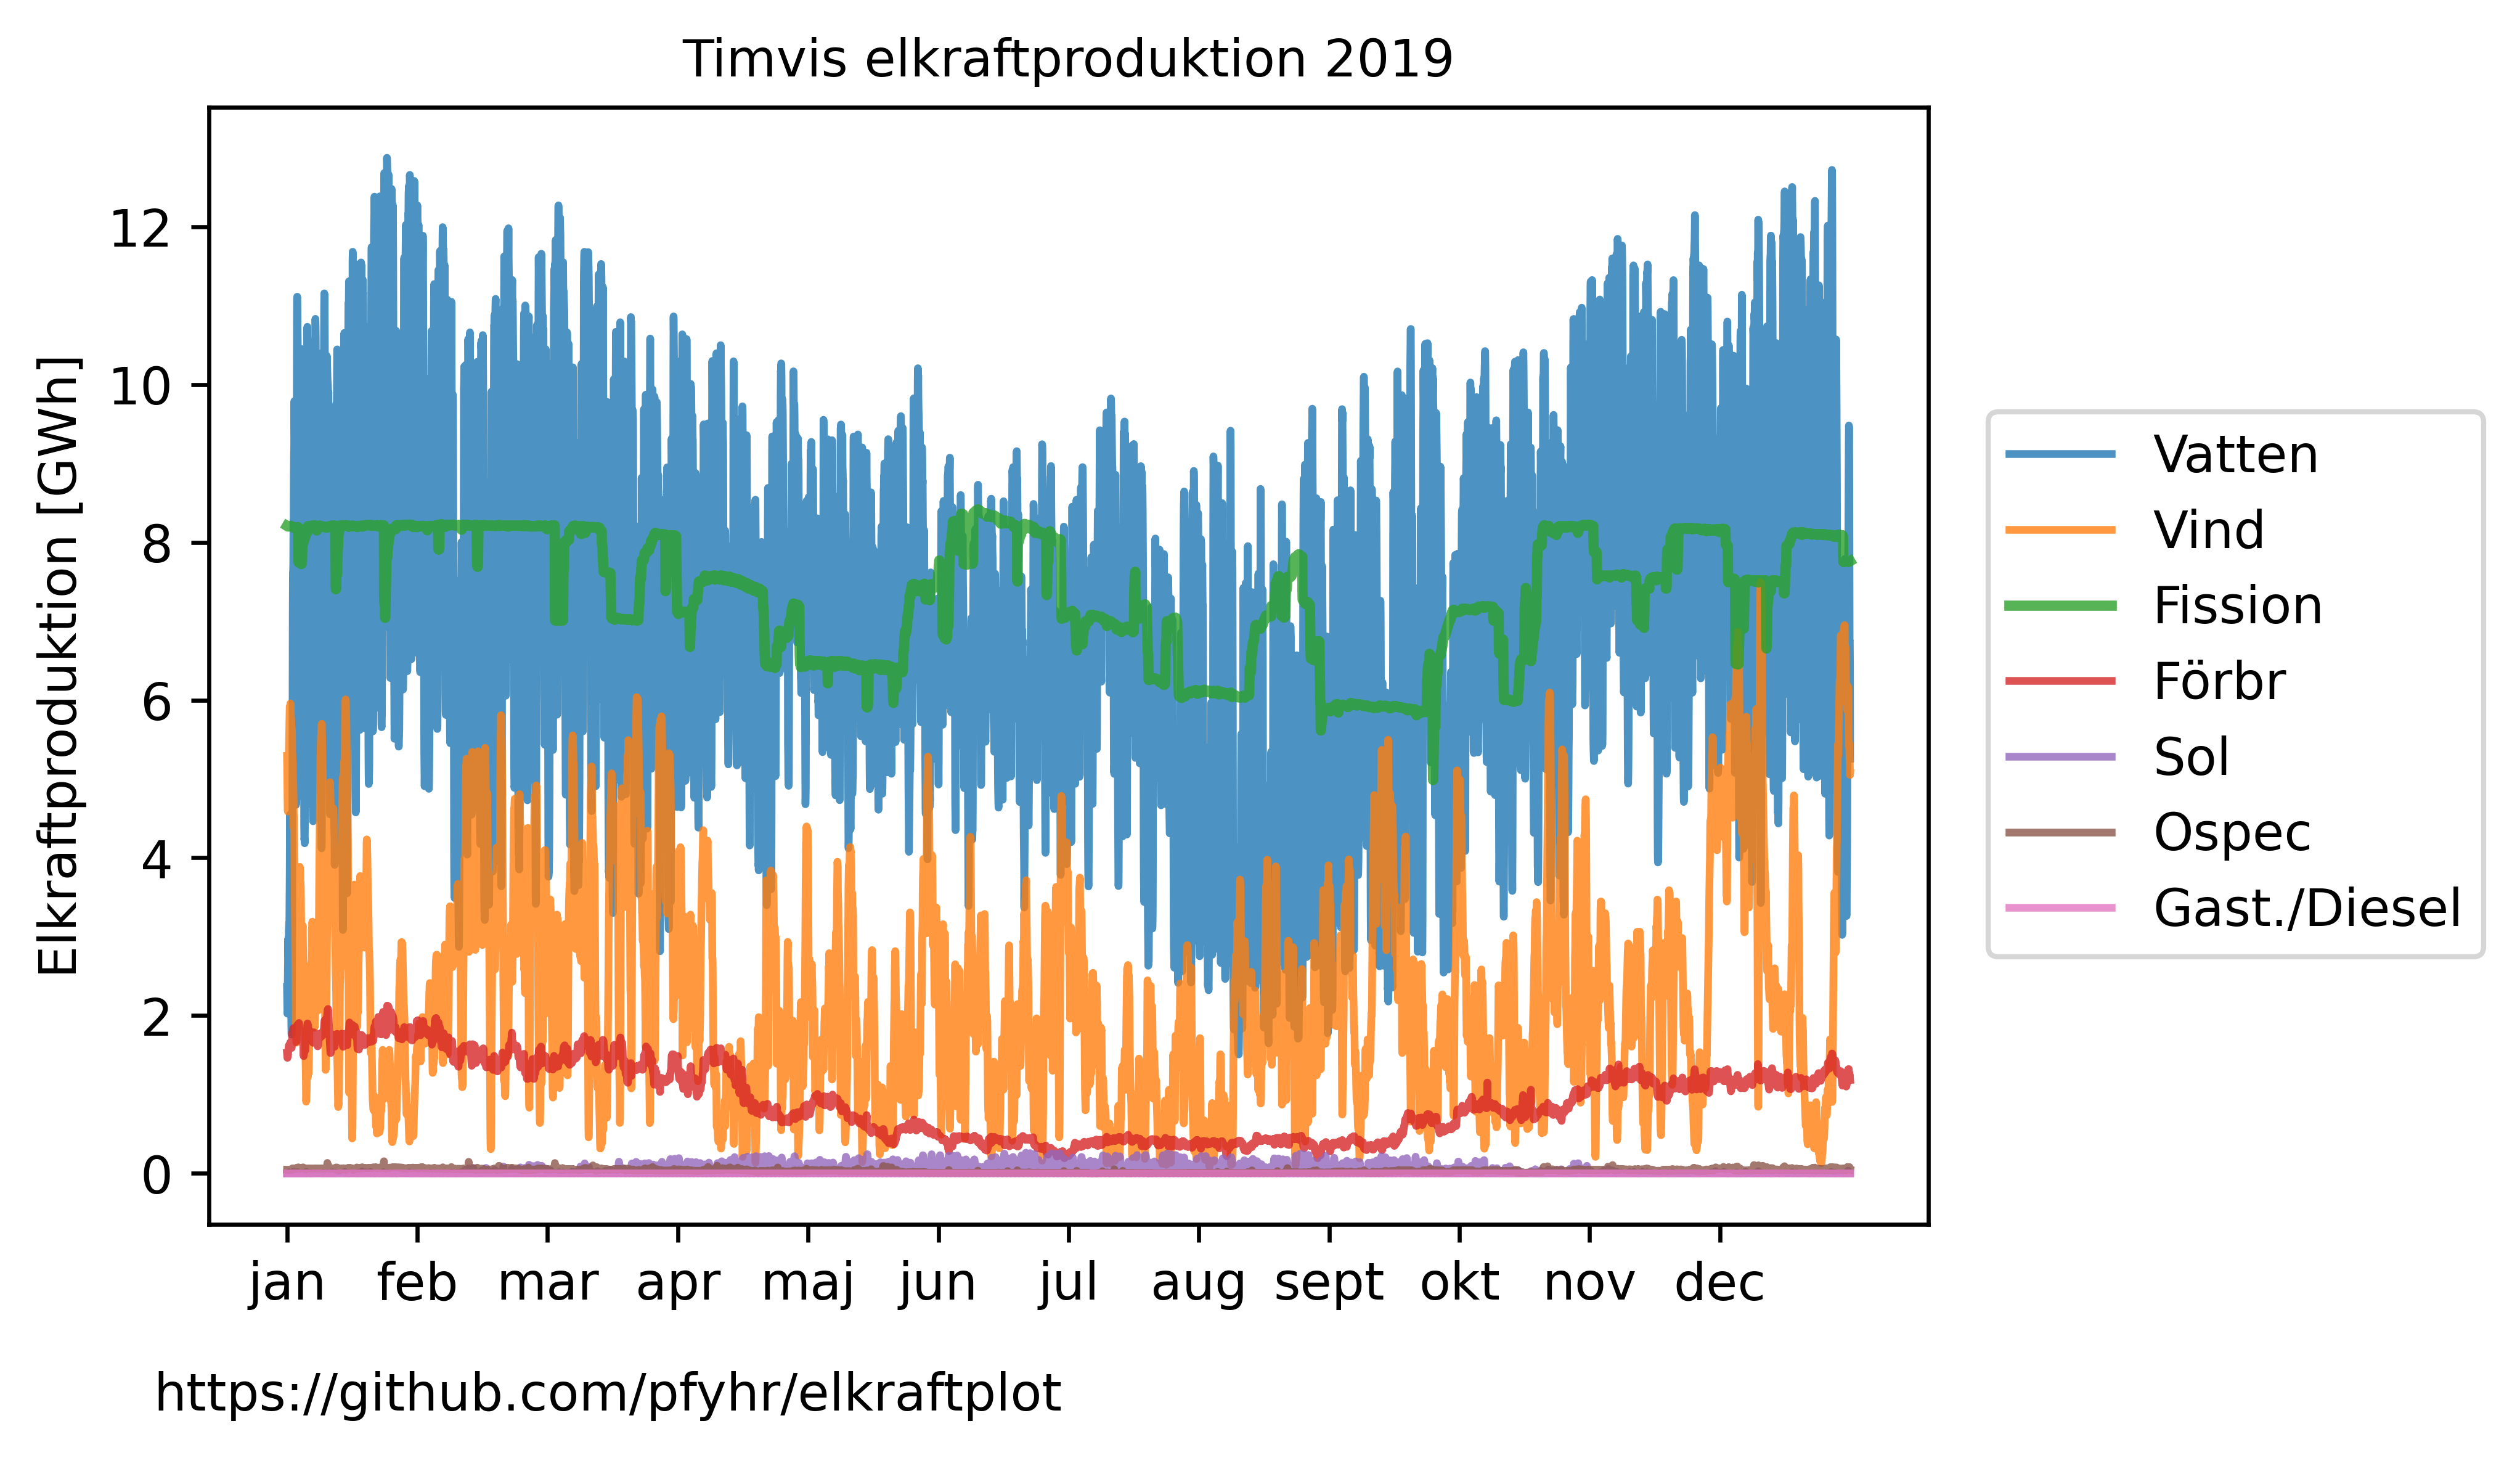 Timvis elkraftproduktion 2019
Elkraftproduktion [GWh]
12
10
8
6
4
2
0
jan feb mar apr maj jun jul aug sept okt nov dec
Vatten
Vind
Fission
Förbr
Sol
Ospec
Gast./Diesel
https://github.com/pfyhr/elkraftplot